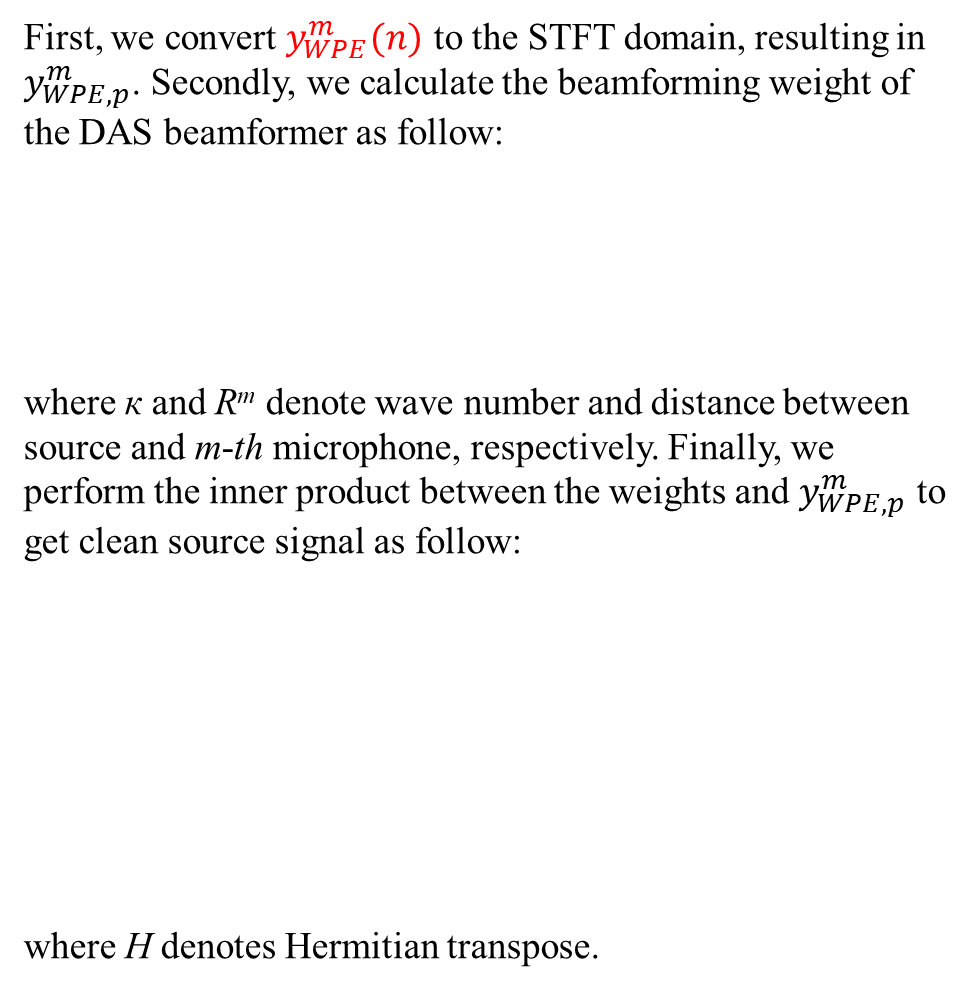 First, we convert $y_{WPE}^{m}(n)$ to the STFT domain, resulting in
$y_{WPE,p}^{m}$. Secondly, we calculate the beamforming weight of
the DAS beamformer as follow:
where κ and $R^{m}$ denote wave number and distance between
source and m-th microphone, respectively. Finally, we
perform the inner product between the weights and $y_{WPE,p}^{m}$ to
get clean source signal as follow:
where H denotes Hermitian transpose.